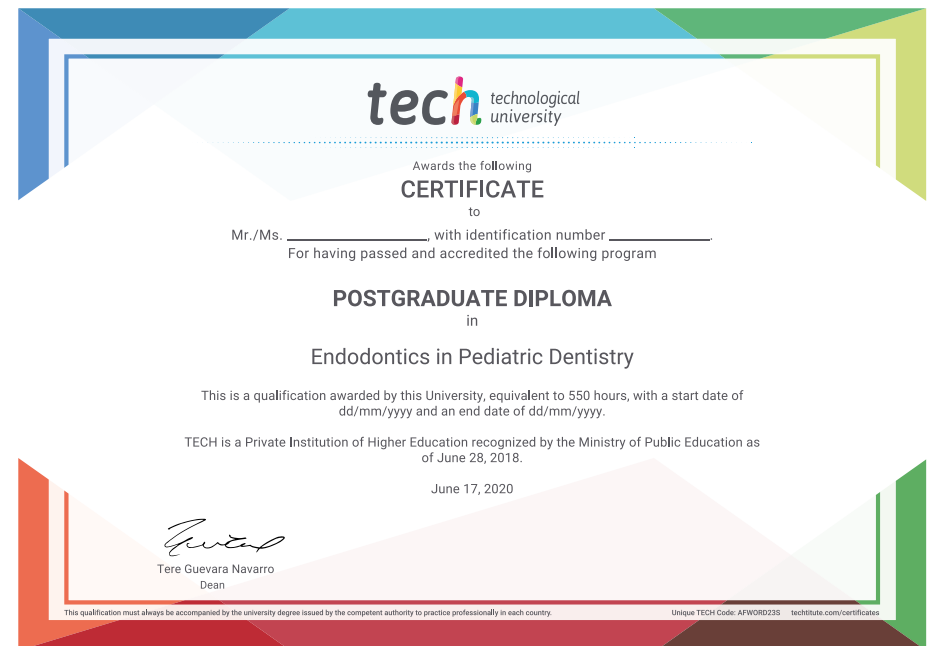 tech technological
university
Awards the following
CERTIFICATE
to
Mr./Ms. ____________________, with identification number ______________.
For having passed and accredited the following program
POSTGRADUATE DIPLOMA
in
Endodontics in Pediatric Dentistry
This is a qualification awarded by this University, equivalent to 550 hours, with a start date of
dd/mm/yyyy and an end date of dd/mm/yyyy.
TECH is a Private Institution of Higher Education recognized by the Ministry of Public Education as
of June 28, 2018.
June 17, 2020
Tere Guevara Navarro
Dean
This qualification must always be accompanied by the university degree issued by the competent authority to practice professionally in each country. Unique TECH Code: AFWORD23S techtitute.com/certificates